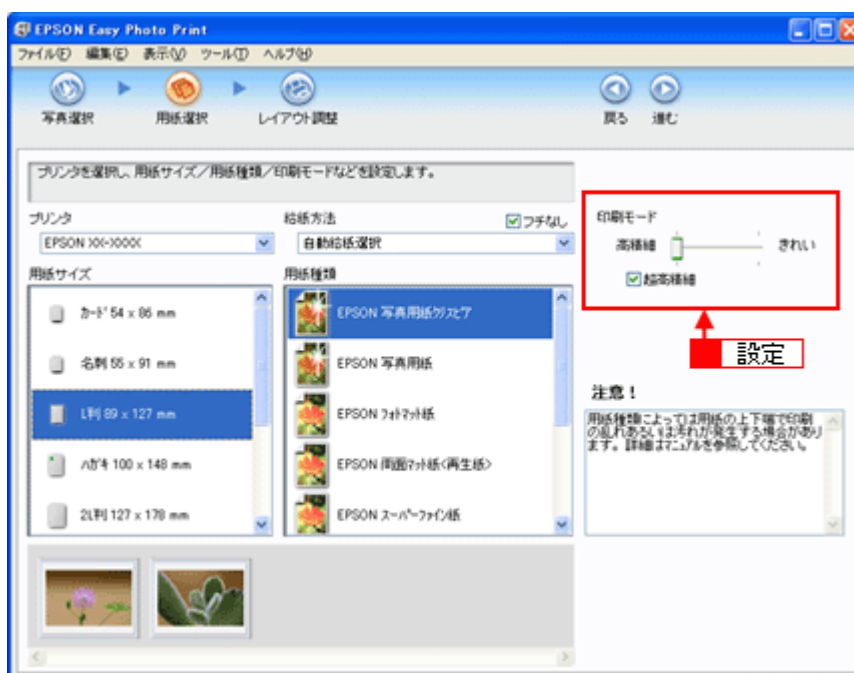 EPSON Easy Photo Print
ファイル(F) 編集(E) 表示(V) ツール(T) ヘルプ(H)
写真選択 用紙選択 レイアウト調整 戻る 進む
プリンタを選択し、用紙サイズ/用紙種類/印刷モードなどを設定します。
プリンタ
EPSON XX-XXXX
給紙方法
フチなし
自動給紙選択
用紙サイズ
カード 54 x 86 mm
名刺 55 x 91 mm
L判 89 x 127 mm
ハガキ 100 x 148 mm
2L判 127 x 178 mm
用紙種類
EPSON 写真用紙クリスピア
EPSON 写真用紙
EPSON フォトマット紙
EPSON 両面マット紙<再生紙>
EPSON スーパーファイン紙
印刷モード
高精細 きれい
超高精細
設定
注意!
用紙種類によっては用紙の上下端で印刷
の乱れあるいは汚れが発生する場合があり
ます。詳細はマニュアルを参照してください。